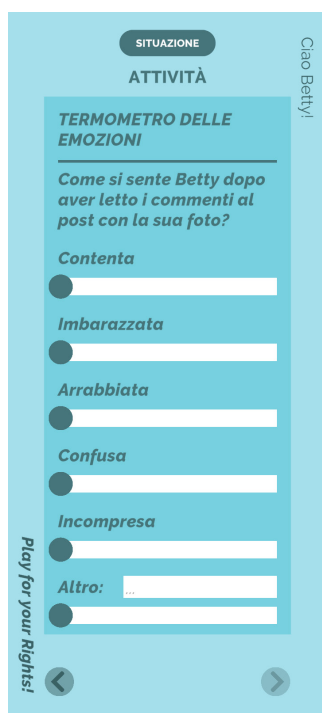 SITUAZIONE
ATTIVITÀ
Ciao Betty!
TERMOMETRO DELLE
EMOZIONI
Come si sente Betty dopo
aver letto i commenti al
post con la sua foto?
Contenta
Imbarazzata
Arrabbiata
Confusa
Incompresa
Altro: ...
Play for your Rights!